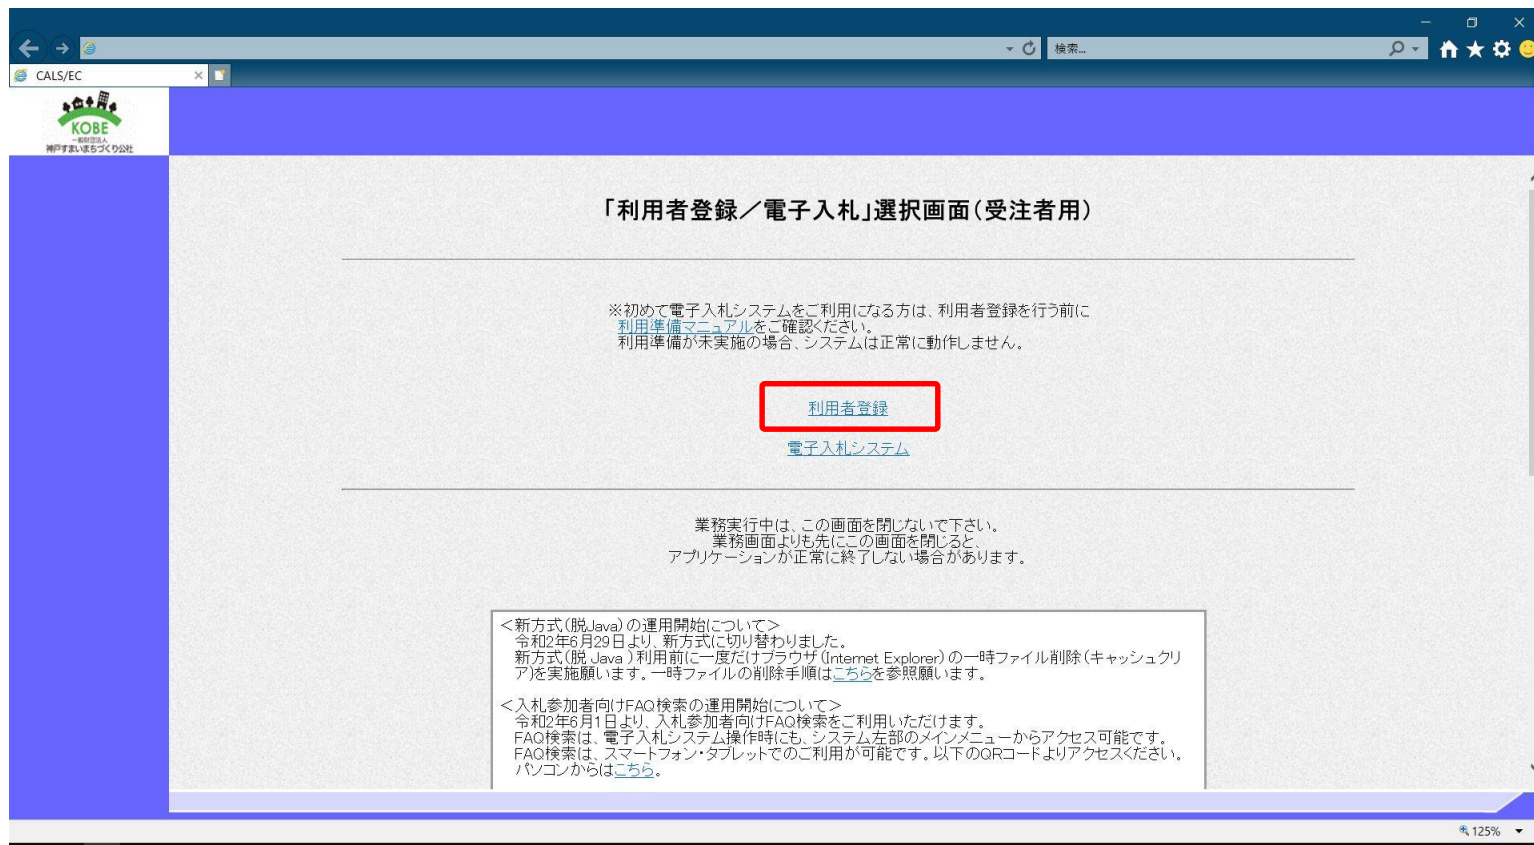 検索...
CALS/EC
KOBE
一般財団法人
神戸すまいまちづくり公社
「利用者登録／電子入札」選択画面（受注者用）
※初めて電子入札システムをご利用になる方は、利用者登録を行う前に
利用準備マニュアルをご確認ください。
利用準備が未実施の場合、システムは正常に動作しません。
利用者登録
電子入札システム
業務実行中は、この画面を閉じないで下さい。
業務画面よりも先にこの画面を閉じると、
アプリケーションが正常に終了しない場合があります。
＜新方式（脱Java）の運用開始について＞
令和2年6月29日より、新方式に切り替わりました。
新方式（脱 Java ）利用前に一度だけブラウザ（Internet Explorer）の一時ファイル削除（キャッシュクリ
ア）を実施願います。一時ファイルの削除手順はこちらを参照願います。
＜入札参加者向けFAQ検索の運用開始について＞
令和2年6月1日より、入札参加者向けFAQ検索をご利用いただけます。
FAQ検索は、電子入札システム操作時にも、システム左部のメインメニューからアクセス可能です。
FAQ検索は、スマートフォン・タブレットでのご利用が可能です。以下のQRコードよりアクセスください。
パソコンからはこちら。
125%